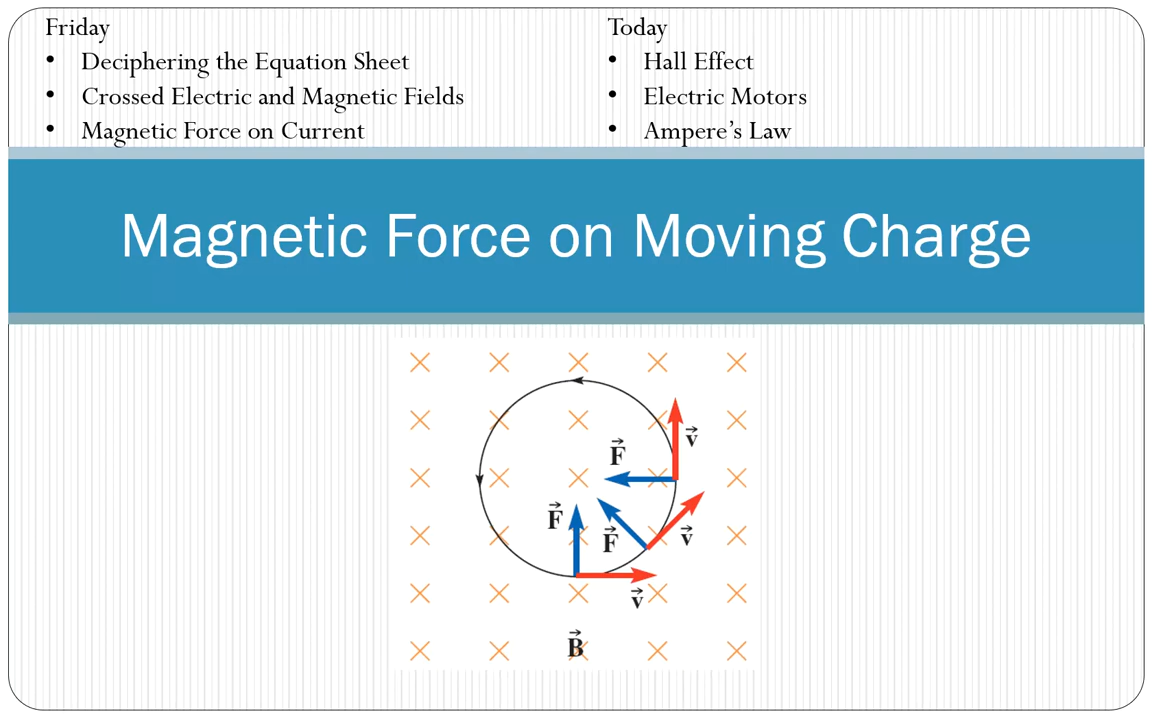 Friday
• Deciphering the Equation Sheet
• Crossed Electric and Magnetic Fields
• Magnetic Force on Current
Today
• Hall Effect
• Electric Motors
• Ampere’s Law
Magnetic Force on Moving Charge
v⃗
F⃗
F⃗
F⃗
v⃗
v⃗
B⃗